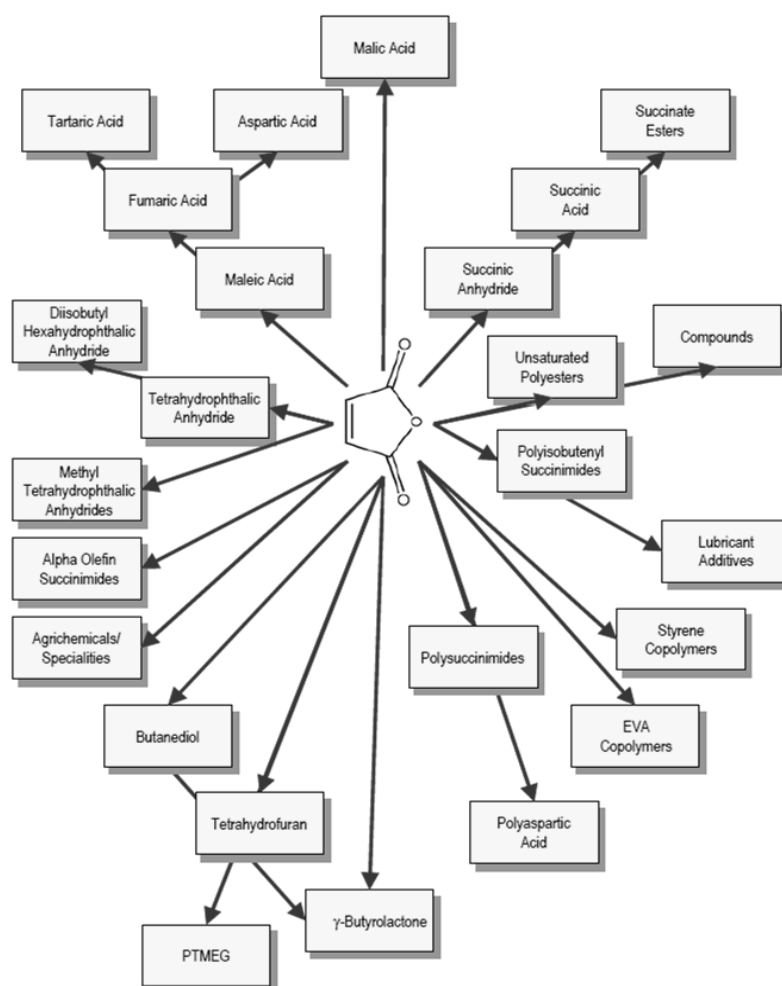 Malic Acid
Tartaric Acid
Aspartic Acid
Succinate
Esters
Fumaric Acid
Succinic
Acid
Maleic Acid
Succinic
Anhydride
Diisobutyl
Hexahydrophthalic
Anhydride
Unsaturated
Polyesters
Compounds
Tetrahydrophthalic
Anhydride
O
O
O
Polyisobutenyl
Succinimides
Methyl
Tetrahydrophthalic
Anhydrides
Alpha Olefin
Succinimides
Lubricant
Additives
Agrichemicals/
Specialities
Polysuccinimides
Styrene
Copolymers
Butanediol
EVA
Copolymers
Tetrahydrofuran
Polyaspartic
Acid
γ-Butyrolactone
PTMEG